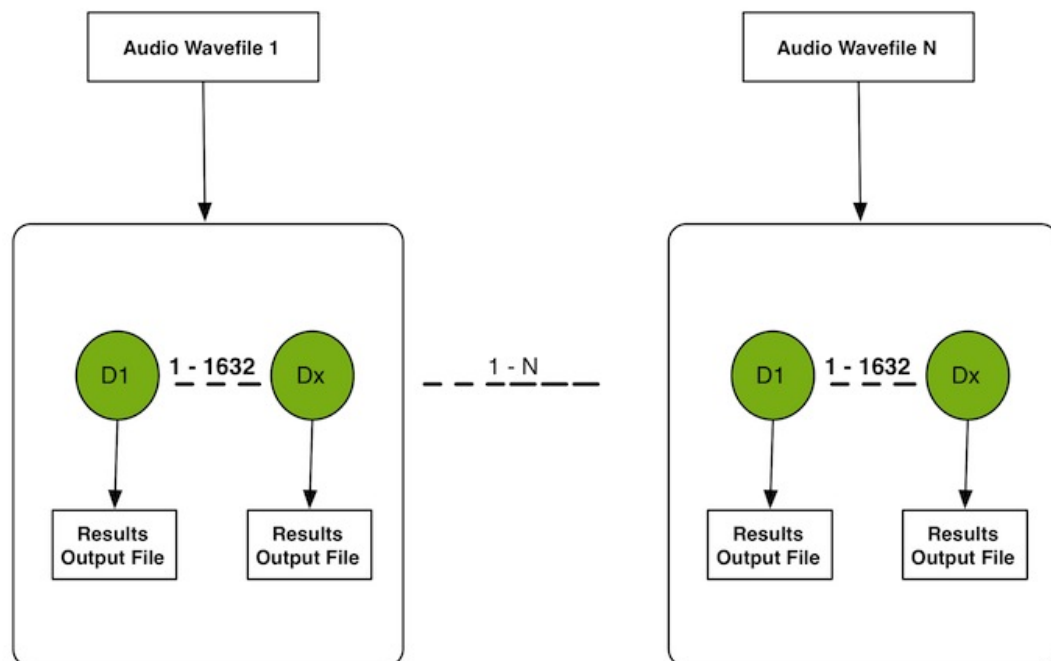 Audio Wavefile 1
Audio Wavefile N
D1
1 - 1632
Dx
1 - N
D1
1 - 1632
Dx
Results
Output File
Results
Output File
Results
Output File
Results
Output File